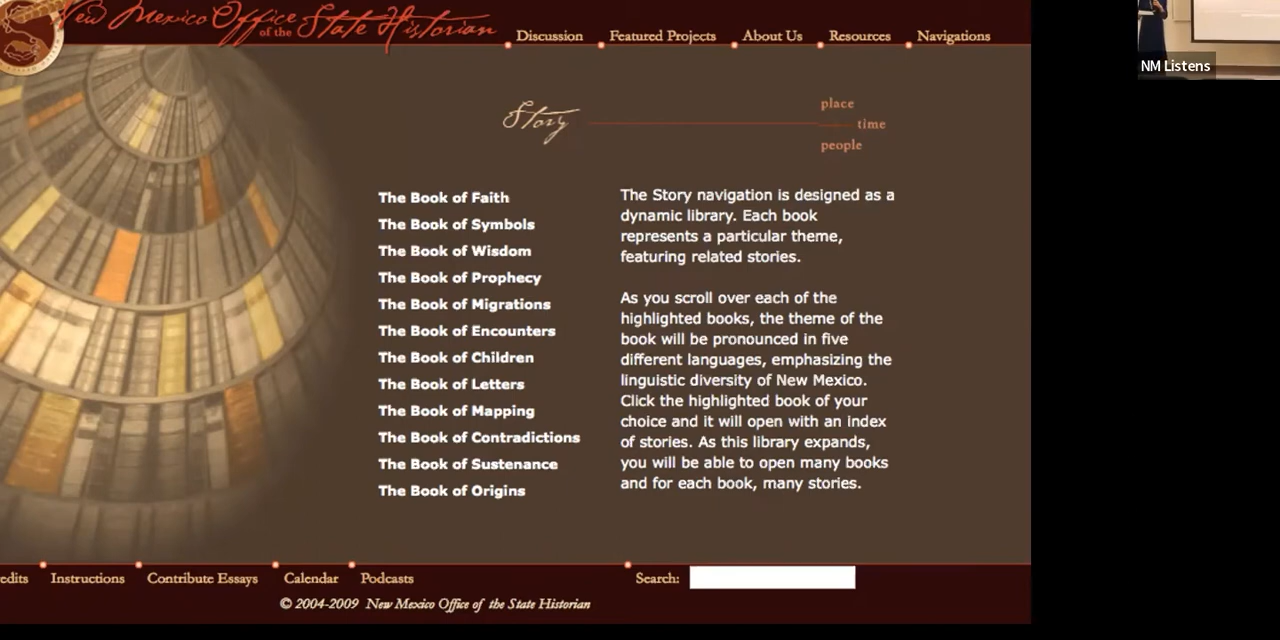 New Mexico Office of the State Historian
Discussion Featured Projects About Us Resources Navigations
NM Listens
Story
place
time
people
The Book of Faith
The Book of Symbols
The Book of Wisdom
The Book of Prophecy
The Book of Migrations
The Book of Encounters
The Book of Children
The Book of Letters
The Book of Mapping
The Book of Contradictions
The Book of Sustenance
The Book of Origins
The Story navigation is designed as a
dynamic library. Each book
represents a particular theme,
featuring related stories.
As you scroll over each of the
highlighted books, the theme of the
book will be pronounced in five
different languages, emphasizing the
linguistic diversity of New Mexico.
Click the highlighted book of your
choice and it will open with an index
of stories. As this library expands,
you will be able to open many books
and for each book, many stories.
edits Instructions Contribute Essays Calendar Podcasts Search:
© 2004-2009 New Mexico Office of the State Historian